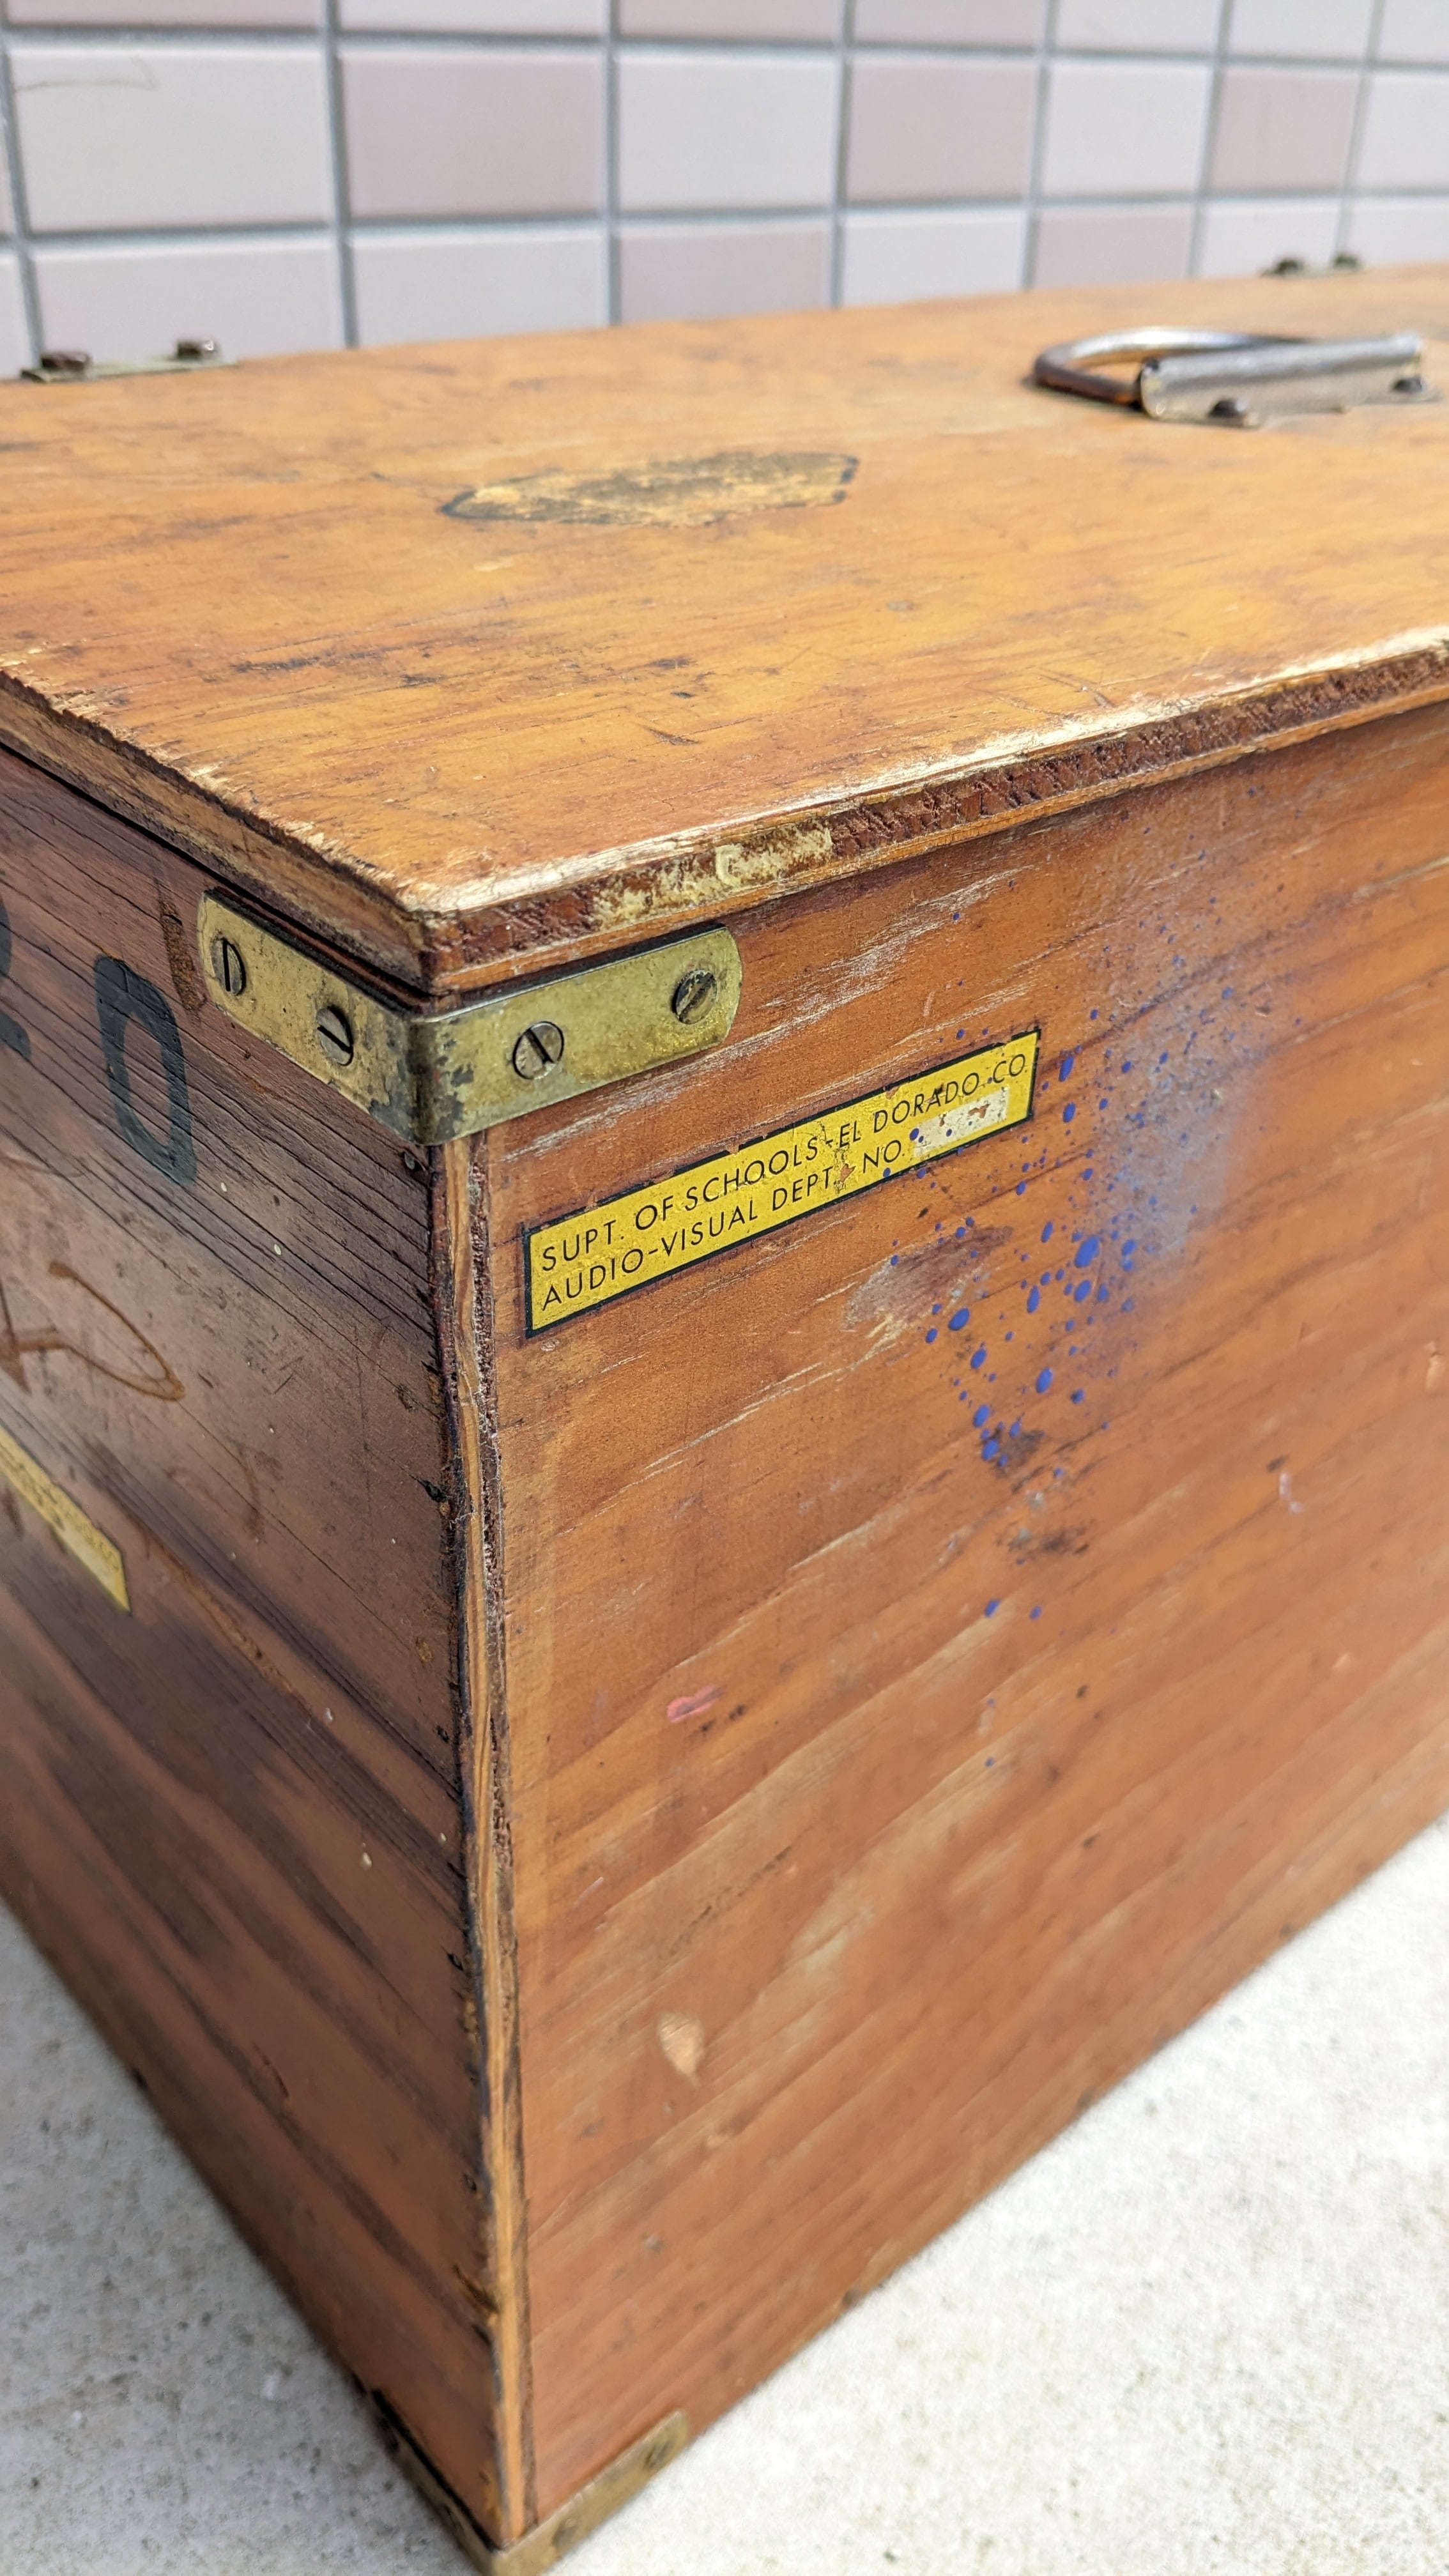 SUPT. OF SCHOOLS-EL DORADO CO.
AUDIO-VISUAL DEPT. NO.